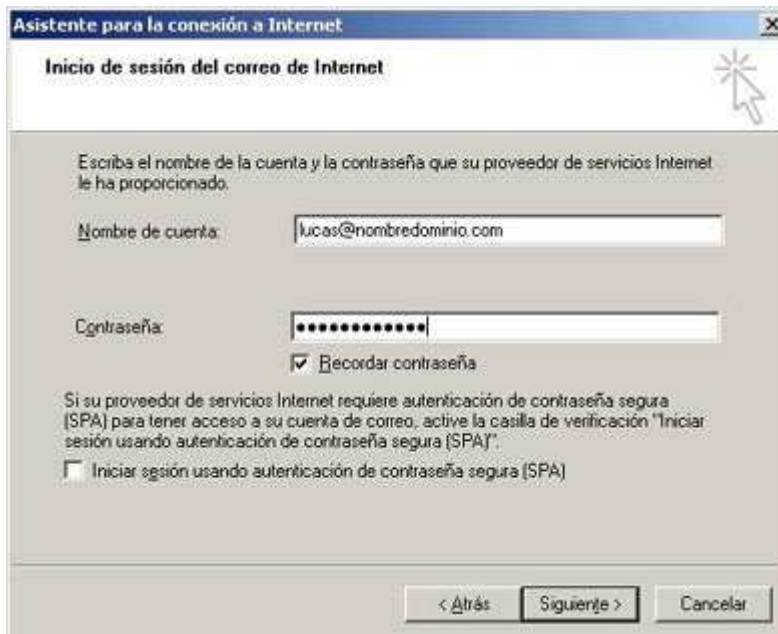 Asistente para la conexión a Internet
Inicio de sesión del correo de Internet
Escriba el nombre de la cuenta y la contraseña que su proveedor de servicios Internet
le ha proporcionado.
Nombre de cuenta: lucas@nombredominio.com
Contraseña: ●●●●●●●●●●●●
Recordar contraseña
Si su proveedor de servicios Internet requiere autenticación de contraseña segura
(SPA) para tener acceso a su cuenta de correo, active la casilla de verificación "Iniciar
sesión usando autenticación de contraseña segura (SPA)".
Iniciar sesión usando autenticación de contraseña segura (SPA)
< Atrás Siguiente > Cancelar